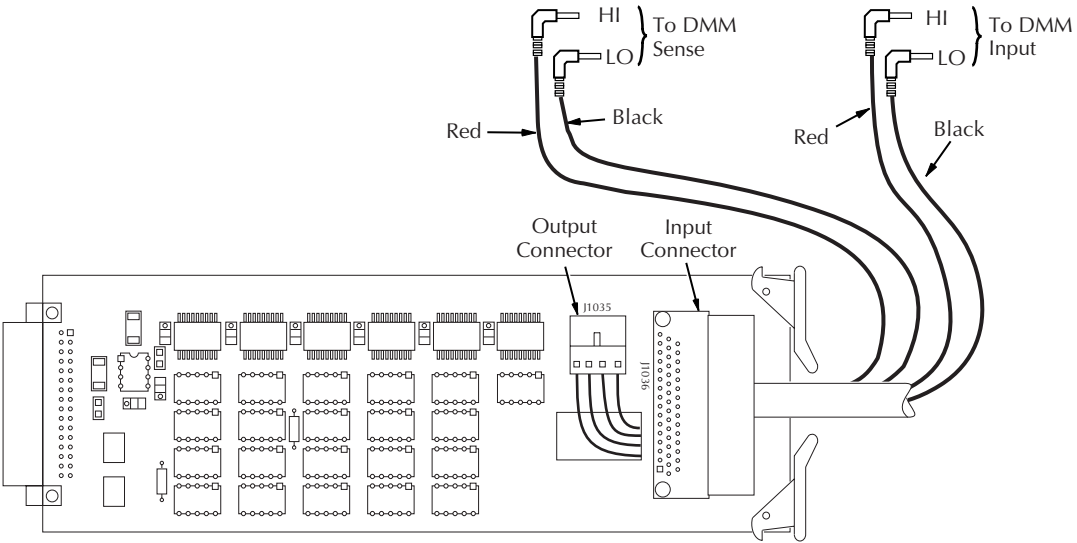 HI
To DMM
Sense
LO
HI
To DMM
Input
LO
Red
Black
Red
Black
Output
Connector
Input
Connector
J1035
J1036